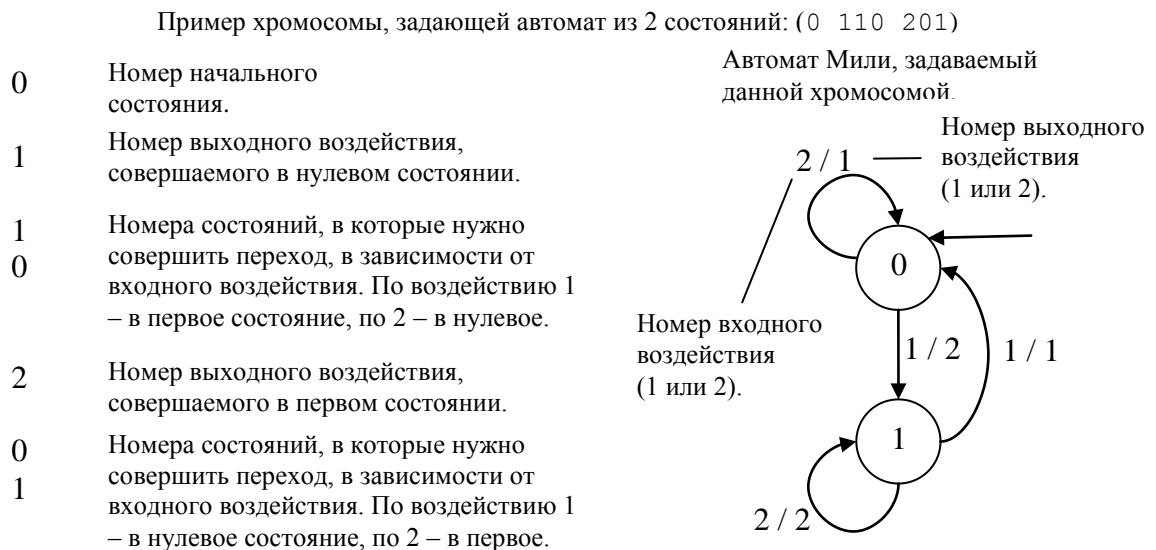 Пример хромосомы, задающей автомат из 2 состояний: (0 110 201)
0
Номер начального
состояния.
1
Номер выходного воздействия,
совершаемого в нулевом состоянии.
1
0
Номера состояний, в которые нужно
совершить переход, в зависимости от
входного воздействия. По воздействию 1
– в первое состояние, по 2 – в нулевое.
2
Номер выходного воздействия,
совершаемого в первом состоянии.
0
1
Номера состояний, в которые нужно
совершить переход, в зависимости от
входного воздействия. По воздействию 1
– в нулевое состояние, по 2 – в первое.
Автомат Мили, задаваемый
данной хромосомой.
Номер выходного
воздействия
(1 или 2).
2 / 1
0
Номер входного
воздействия
(1 или 2).
1 / 2
1 / 1
1
2 / 2